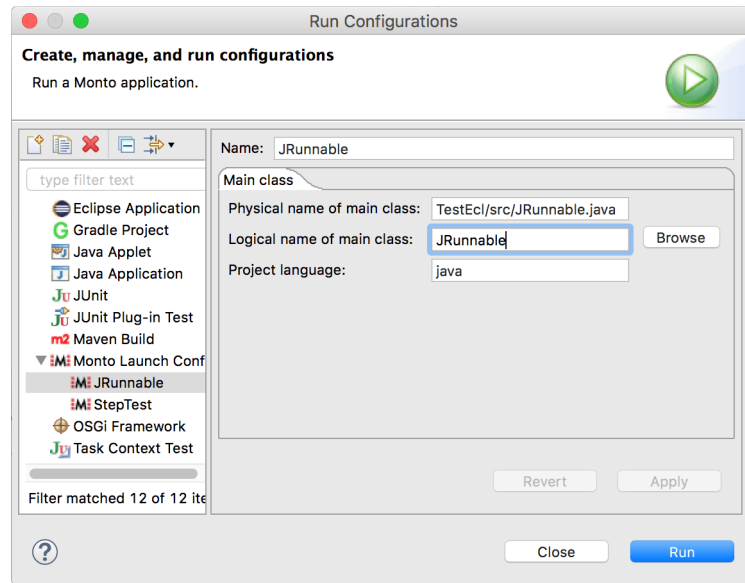 Run Configurations
Create, manage, and run configurations
Run a Monto application.
type filter text
Eclipse Application
Gradle Project
Java Applet
Java Application
JUnit
JUnit Plug-in Test
Maven Build
Monto Launch Conf
JRunnable
StepTest
OSGi Framework
Task Context Test
Filter matched 12 of 12 ite
Name: JRunnable
Main class
Physical name of main class: TestEcl/src/JRunnable.java
Logical name of main class: JRunnable Browse
Project language: java
Revert Apply
Close Run